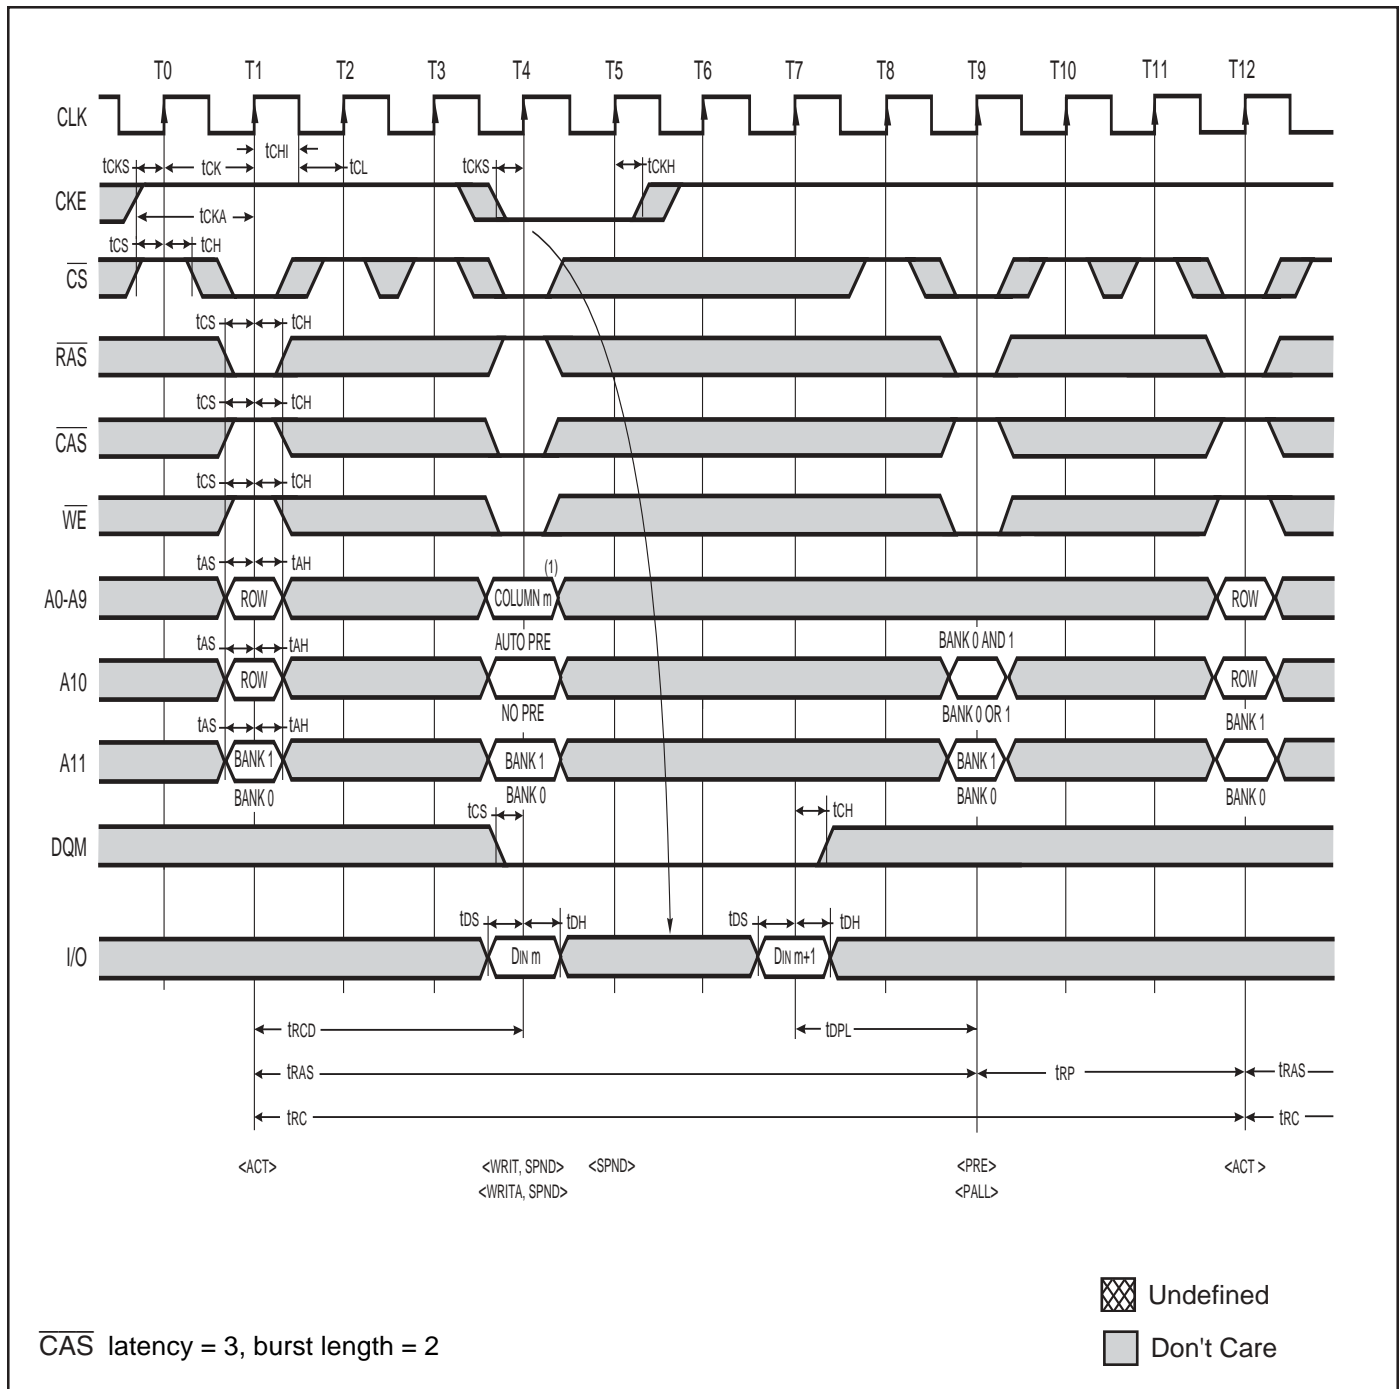 T0 T1 T2 T3 T4 T5 T6 T7 T8 T9 T10 T11 T12
CLK
tCHI
tCKS tCK tCL tCKS tCKH
CKE
tCKA
tCS tCH
CS
tCS tCH
RAS
tCS tCH
CAS
tCS tCH
WE
tAS tAH (1)
A0-A9 ROW COLUMN m ROW
tAS tAH AUTO PRE BANK 0 AND 1
A10 ROW ROW
NO PRE BANK 0 OR 1 BANK 1
tAS tAH
A11 BANK 1 BANK 1 BANK 1
BANK 0 BANK 0 BANK 0 BANK 0
tCS tCH
DQM
tDS tDH tDS tDH
I/O DIN m DIN m+1
tRCD tDPL
tRAS tRP tRAS
tRC tRC
<ACT> <WRIT, SPND> <SPND> <PRE> <ACT >
<WRITA, SPND> <PALL>
Undefined
CAS latency = 3, burst length = 2 Don't Care